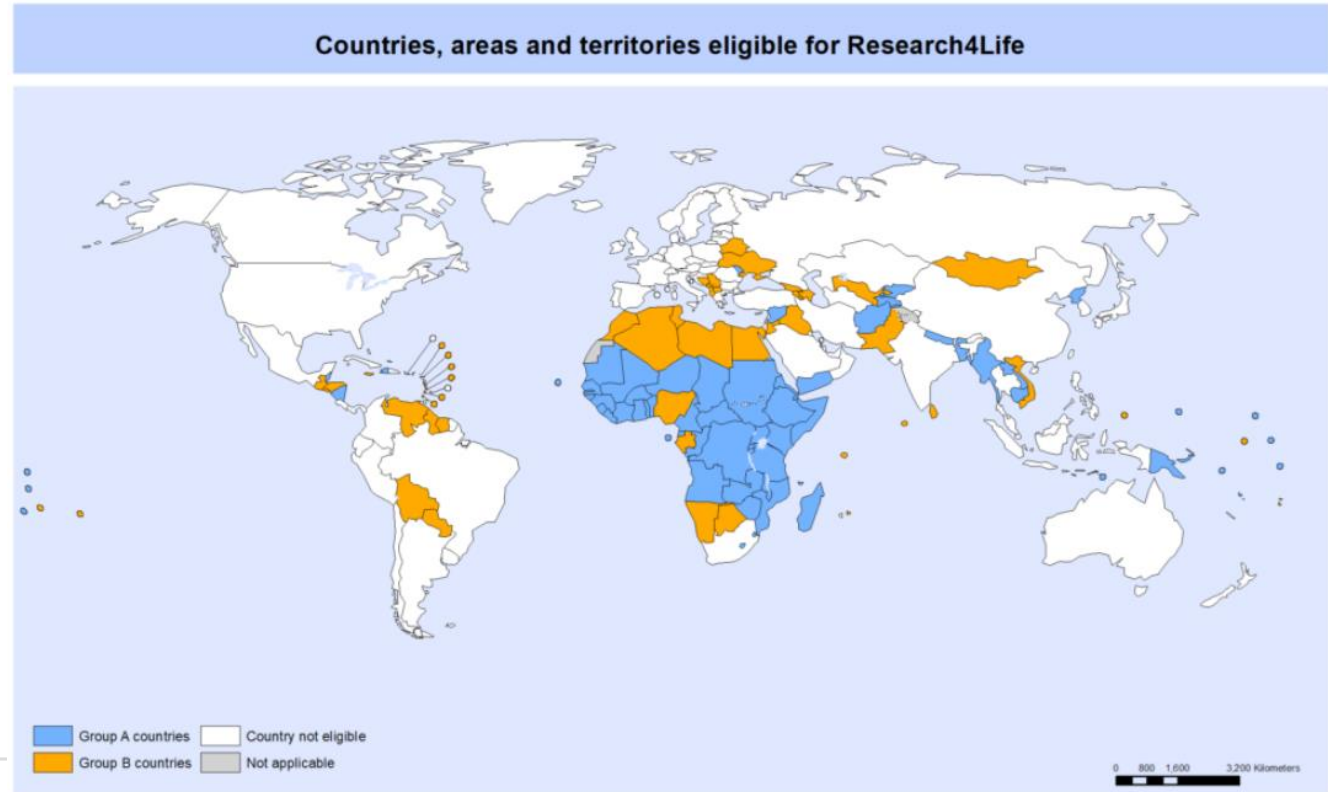 Countries, areas and territories eligible for Research4Life
Group A countries
Country not eligible
Group B countries
Not applicable
0 800 1,600 3,200 Kilometers